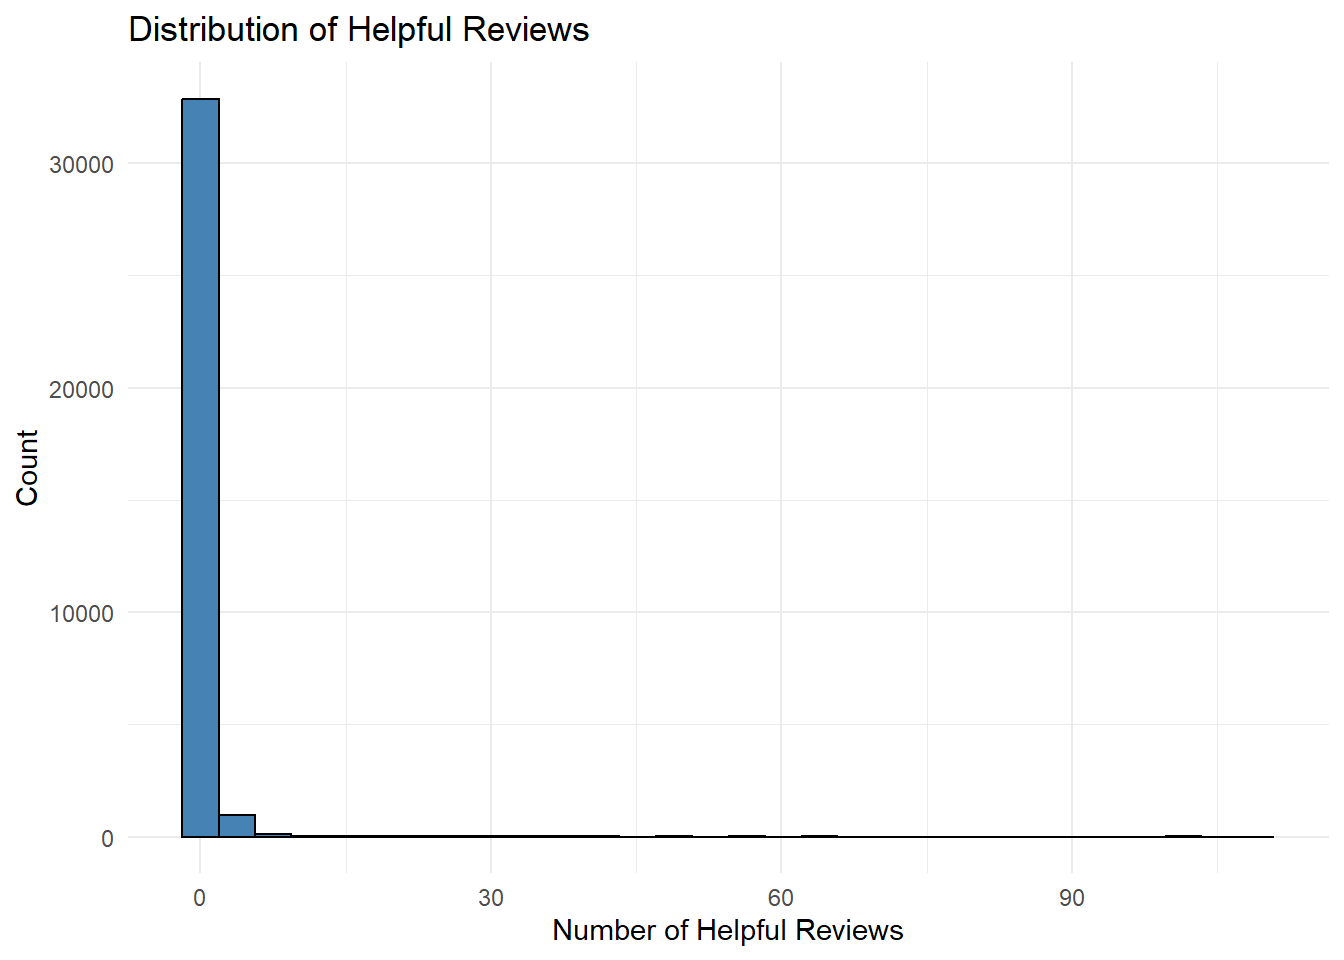 Distribution of Helpful Reviews
30000
20000
10000
0
Count
0 30 60 90
Number of Helpful Reviews